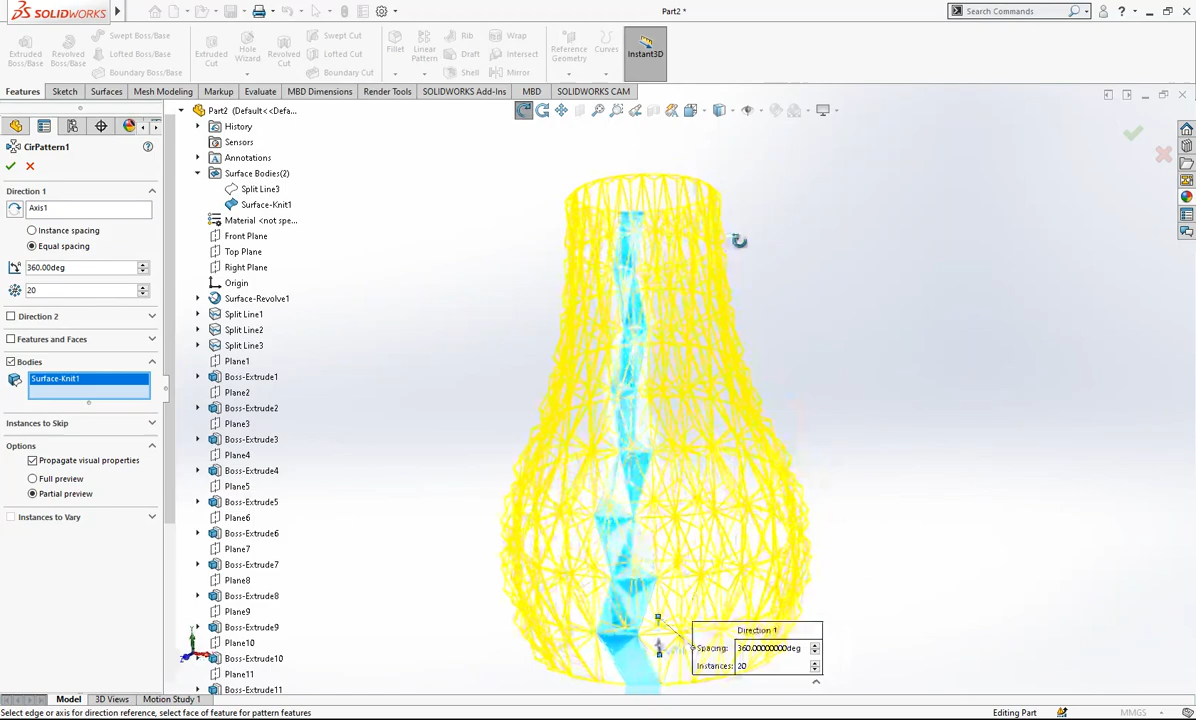 SOLIDWORKS
Part2 *
Search Commands
Extruded Boss/Base
Revolved Boss/Base
Swept Boss/Base
Lofted Boss/Base
Boundary Boss/Base
Extruded Cut
Hole Wizard
Revolved Cut
Swept Cut
Lofted Cut
Boundary Cut
Fillet
Linear Pattern
Rib
Draft
Shell
Wrap
Intersect
Mirror
Reference Geometry
Curves
Instant3D
Features
Sketch
Surfaces
Mesh Modeling
Markup
Evaluate
MBD Dimensions
Render Tools
SOLIDWORKS Add-Ins
MBD
SOLIDWORKS CAM
CirPattern1
Direction 1
Axis1
Instance spacing
Equal spacing
360.00deg
20
Direction 2
Features and Faces
Bodies
Surface-Knit1
Instances to Skip
Options
Propagate visual properties
Full preview
Partial preview
Instances to Vary
Part2 (Default<<Defa...
History
Sensors
Annotations
Surface Bodies(2)
Split Line3
Surface-Knit1
Material <not spe...
Front Plane
Top Plane
Right Plane
Origin
Surface-Revolve1
Split Line1
Split Line2
Split Line3
Plane1
Boss-Extrude1
Plane2
Boss-Extrude2
Plane3
Boss-Extrude3
Plane4
Boss-Extrude4
Plane5
Boss-Extrude5
Plane6
Boss-Extrude6
Plane7
Boss-Extrude7
Plane8
Boss-Extrude8
Plane9
Boss-Extrude9
Plane10
Boss-Extrude10
Plane11
Boss-Extrude11
Direction 1
Spacing: 360.00000000deg
Instances: 20
Model
3D Views
Motion Study 1
Select edge or axis for direction reference, select face of feature for pattern features
Editing Part
MMGS